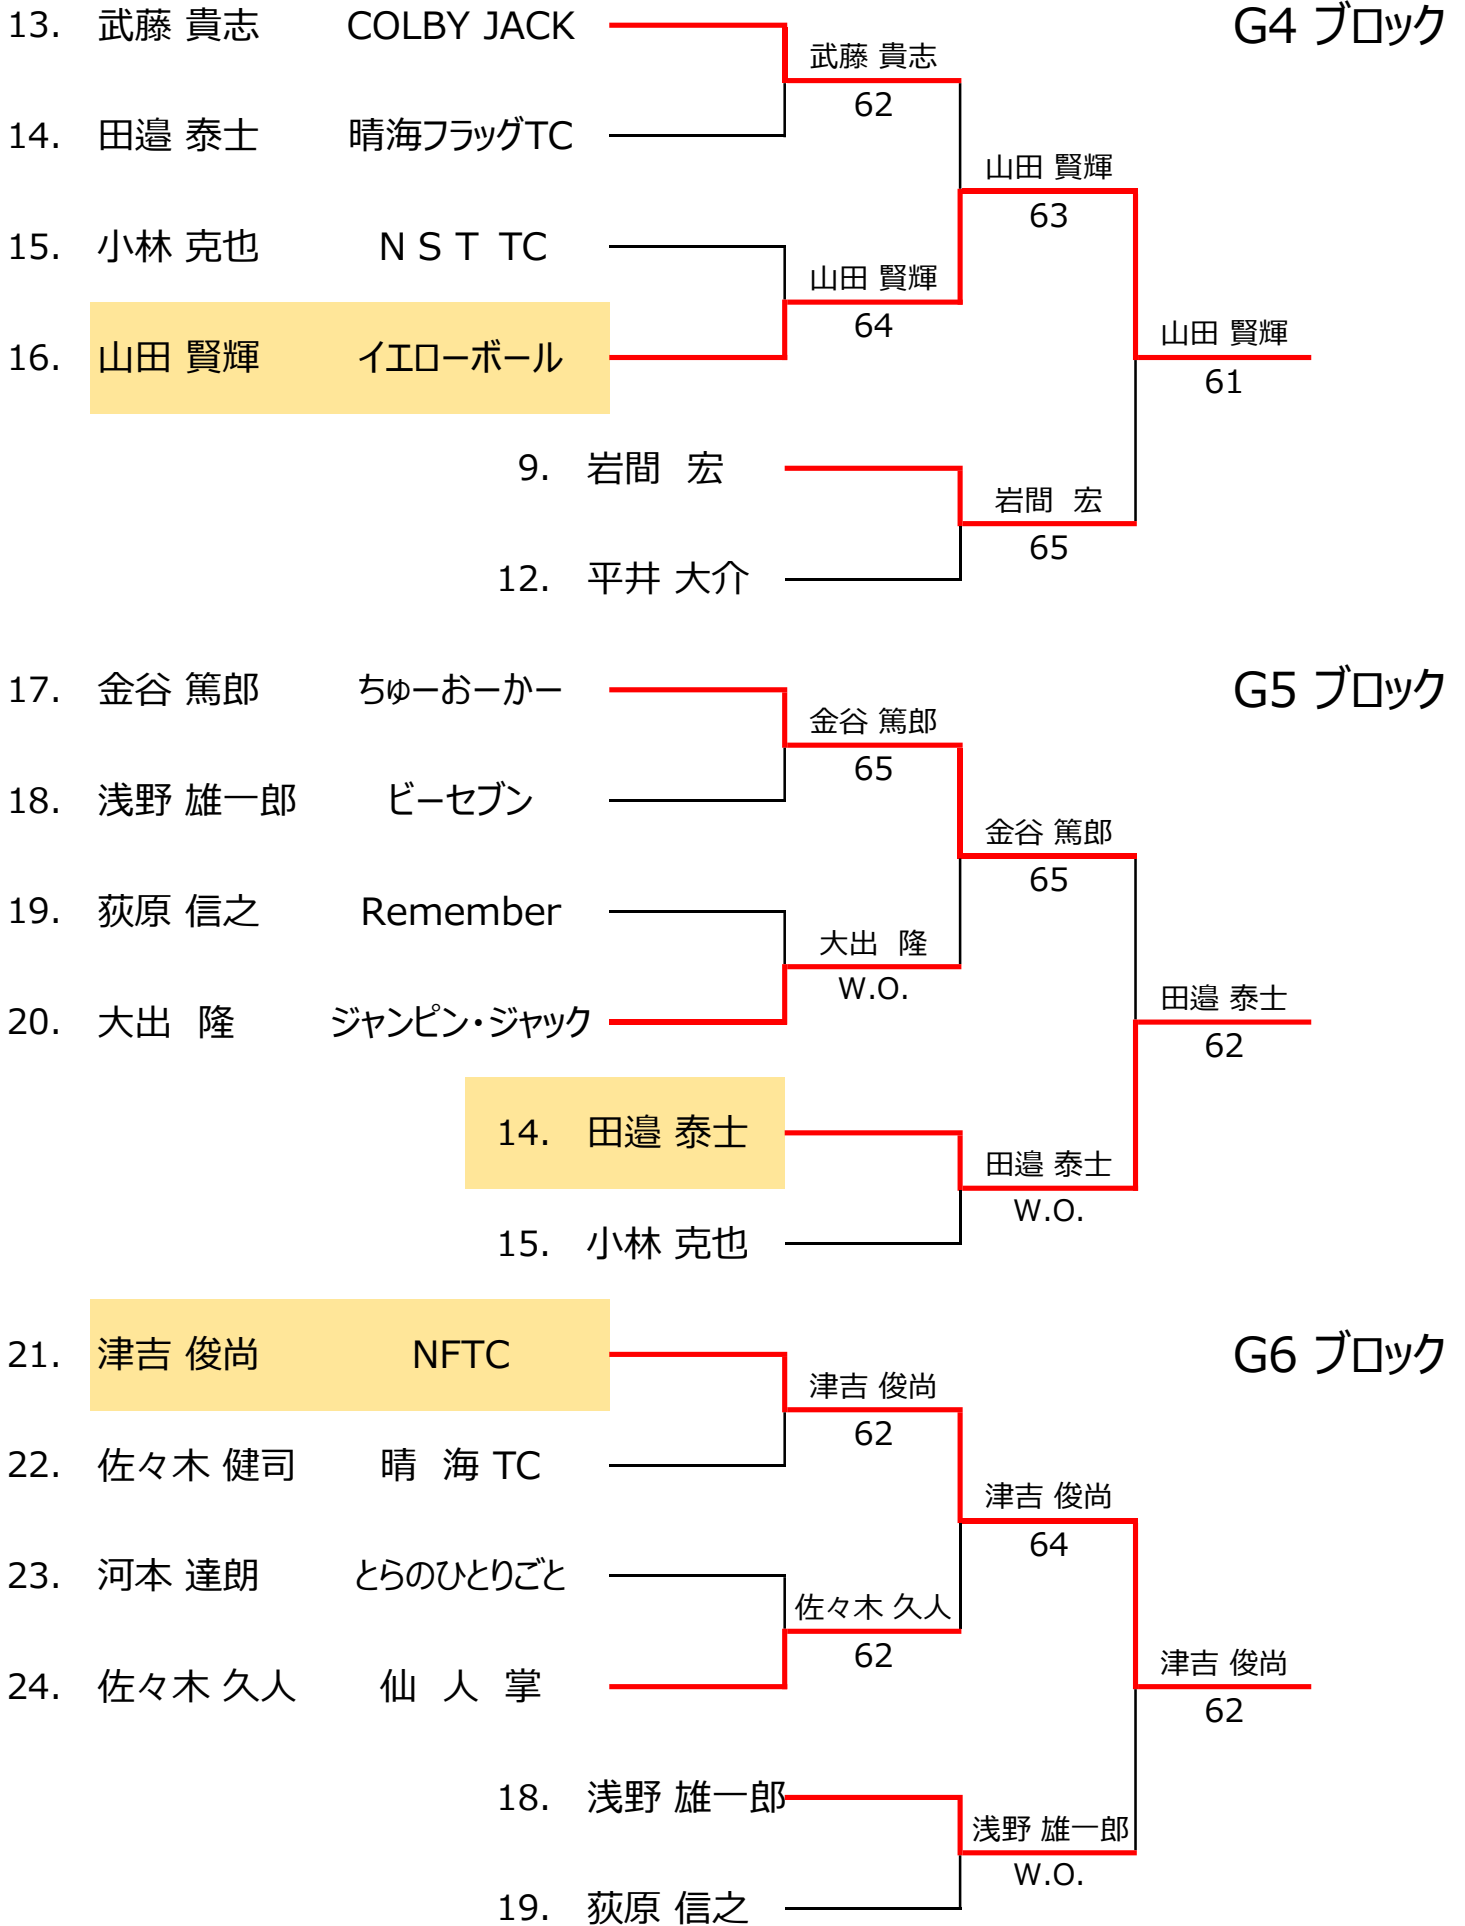 13. 武藤 貴志 COLBY JACK
G4 ブロック
武藤 貴志
62
14. 田邉 泰士 晴海フラッグTC
山田 賢輝
63
15. 小林 克也 N S T TC
山田 賢輝
64
16. 山田 賢輝 イエローボール
山田 賢輝
61
9. 岩間 宏
岩間 宏
65
12. 平井 大介
17. 金谷 篤郎 ちゅーおーかー
G5 ブロック
金谷 篤郎
65
18. 浅野 雄一郎 ビーセブン
金谷 篤郎
65
19. 荻原 信之 Remember
大出 隆
W.O.
20. 大出 隆 ジャンピン・ジャック
田邉 泰士
62
14. 田邉 泰士
田邉 泰士
W.O.
15. 小林 克也
21. 津吉 俊尚 NFTC
G6 ブロック
津吉 俊尚
62
22. 佐々木 健司 晴 海 TC
津吉 俊尚
64
23. 河本 達朗 とらのひとりごと
佐々木 久人
62
24. 佐々木 久人 仙 人 掌
津吉 俊尚
62
18. 浅野 雄一郎
浅野 雄一郎
W.O.
19. 荻原 信之